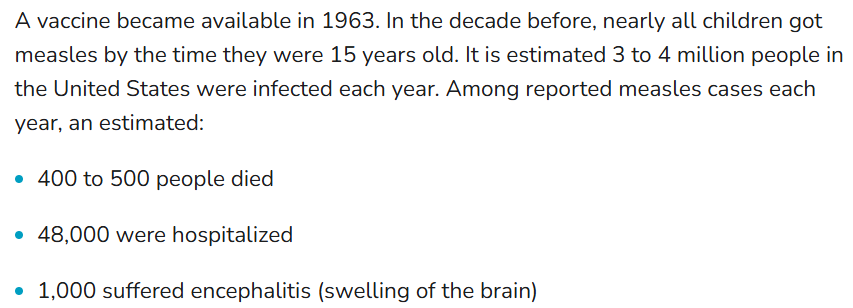 A vaccine became available in 1963. In the decade before, nearly all children got
measles by the time they were 15 years old. It is estimated 3 to 4 million people in
the United States were infected each year. Among reported measles cases each
year, an estimated:
• 400 to 500 people died
• 48,000 were hospitalized
• 1,000 suffered encephalitis (swelling of the brain)